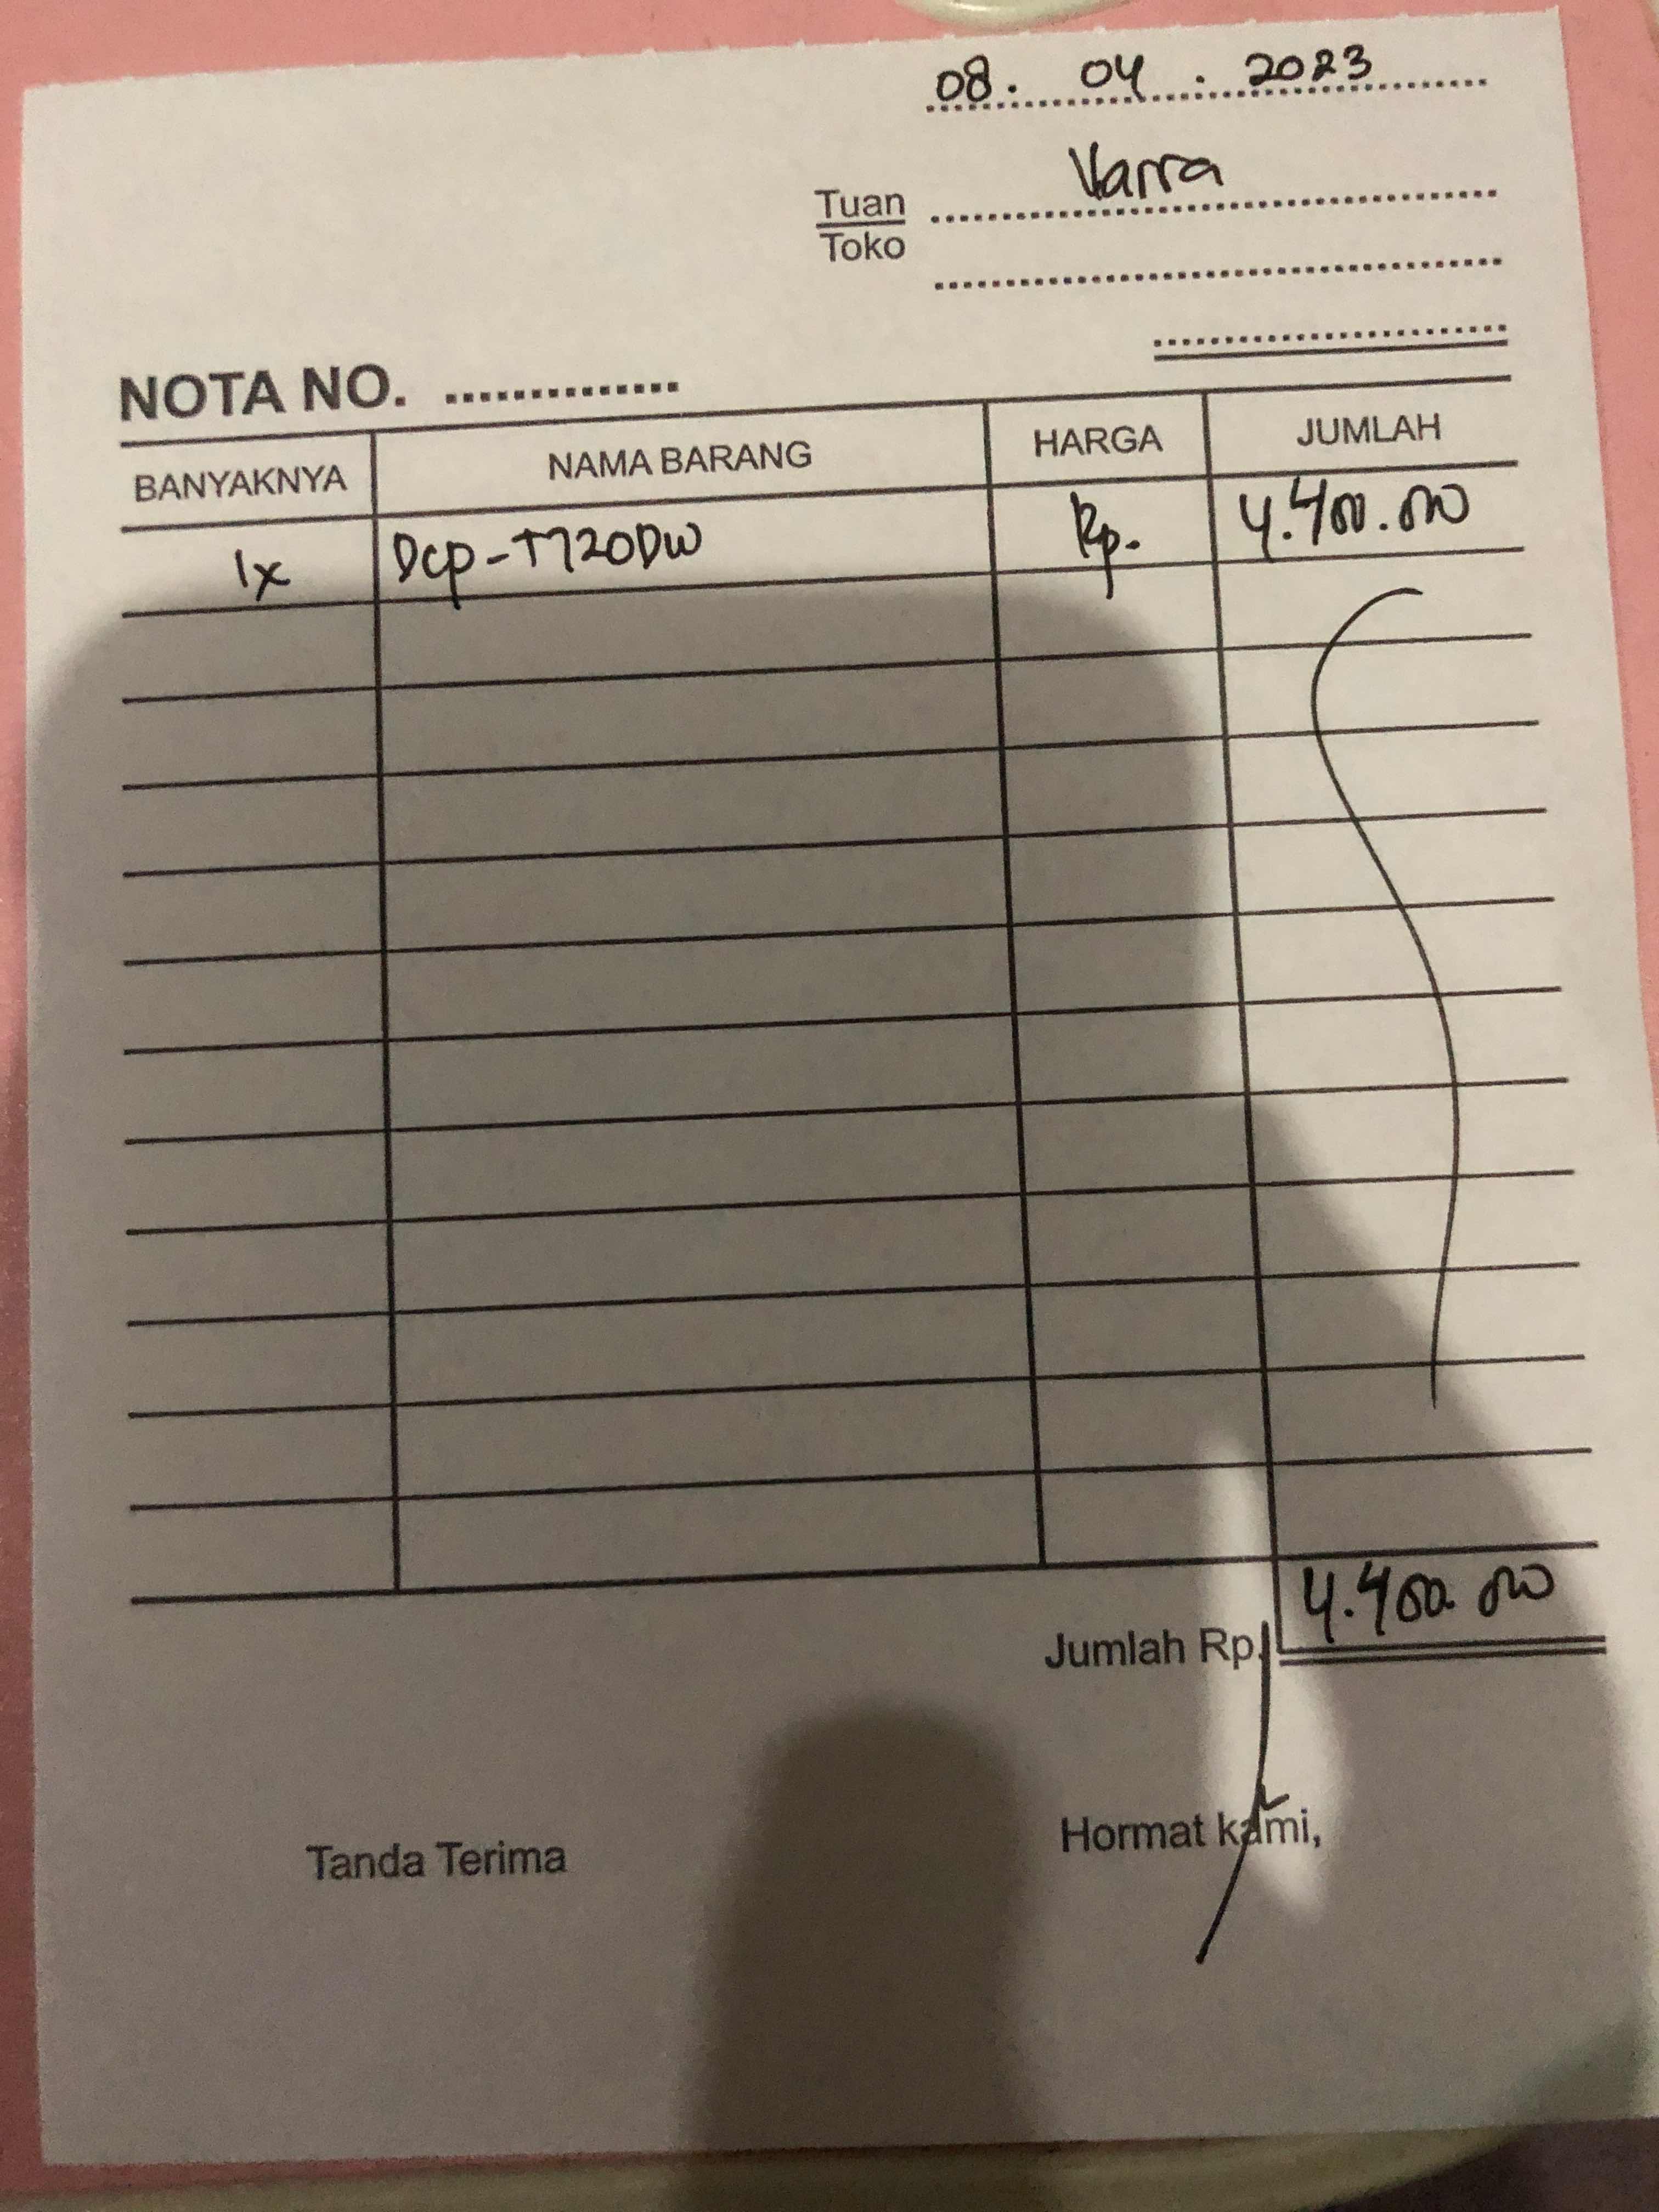 08. 04. 2023
Tuan Varra
Toko
NOTA NO.
BANYAKNYA NAMA BARANG HARGA JUMLAH
1x Dcp-T720DW Rp. 4.400.000
Jumlah Rp. 4.400.000
Tanda Terima Hormat kami,